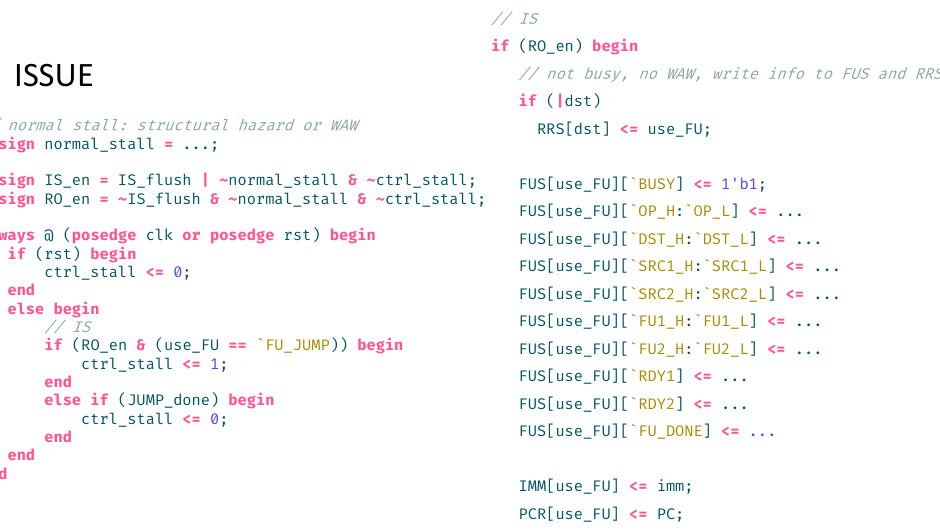 ISSUE
/ normal stall: structural hazard or WAW
sign normal_stall = ...;
sign IS_en = IS_flush | ~normal_stall & ~ctrl_stall;
sign RO_en = ~IS_flush & ~normal_stall & ~ctrl_stall;
ways @ (posedge clk or posedge rst) begin
if (rst) begin
ctrl_stall <= 0;
end
else begin
// IS
if (RO_en & (use_FU == `FU_JUMP)) begin
ctrl_stall <= 1;
end
else if (JUMP_done) begin
ctrl_stall <= 0;
end
end
d
// IS
if (RO_en) begin
// not busy, no WAW, write info to FUS and RRS
if (|dst)
RRS[dst] <= use_FU;
FUS[use_FU][`BUSY] <= 1'b1;
FUS[use_FU][`OP_H:`OP_L] <= ...
FUS[use_FU][`DST_H:`DST_L] <= ...
FUS[use_FU][`SRC1_H:`SRC1_L] <= ...
FUS[use_FU][`SRC2_H:`SRC2_L] <= ...
FUS[use_FU][`FU1_H:`FU1_L] <= ...
FUS[use_FU][`FU2_H:`FU2_L] <= ...
FUS[use_FU][`RDY1] <= ...
FUS[use_FU][`RDY2] <= ...
FUS[use_FU][`FU_DONE] <= ...
IMM[use_FU] <= imm;
PCR[use_FU] <= PC;